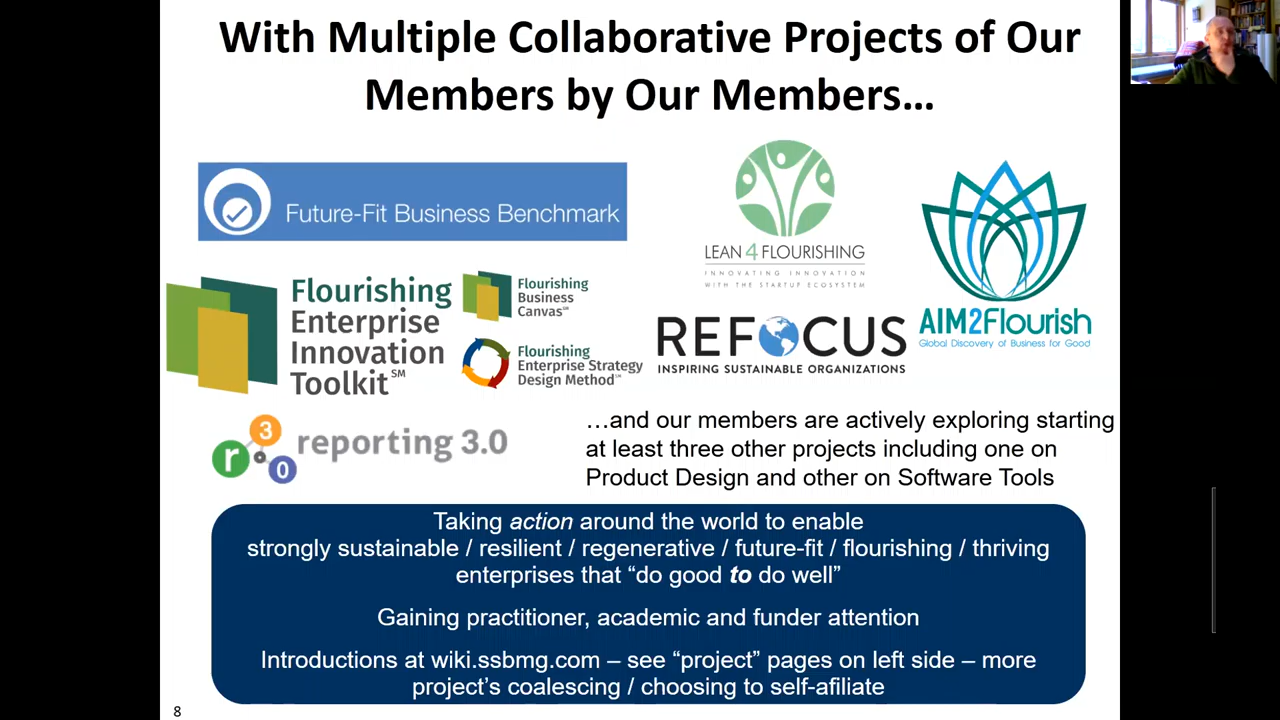 With Multiple Collaborative Projects of Our
Members by Our Members…
Future-Fit Business Benchmark
LEAN 4 FLOURISHING
INNOVATING INNOVATION
WITH THE STARTUP ECOSYSTEM
AIM2Flourish
Global Discovery of Business for Good
Flourishing
Enterprise
Innovation
Toolkit℠
Flourishing
Business
Canvas℠
Flourishing
Enterprise Strategy
Design Method℠
REFOCUS
INSPIRING SUSTAINABLE ORGANIZATIONS
r 3 0
reporting 3.0
…and our members are actively exploring starting
at least three other projects including one on
Product Design and other on Software Tools
Taking action around the world to enable
strongly sustainable / resilient / regenerative / future-fit / flourishing / thriving
enterprises that “do good to do well”
Gaining practitioner, academic and funder attention
Introductions at wiki.ssbmg.com – see “project” pages on left side – more
project’s coalescing / choosing to self-afiliate
8